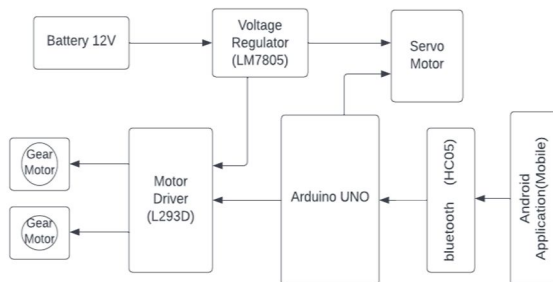 Battery 12V
Voltage
Regulator
(LM7805)
Servo
Motor
Gear
Motor
Gear
Motor
Motor
Driver
(L293D)
Arduino UNO
bluetooth (HC05)
Android
Application(Mobile)